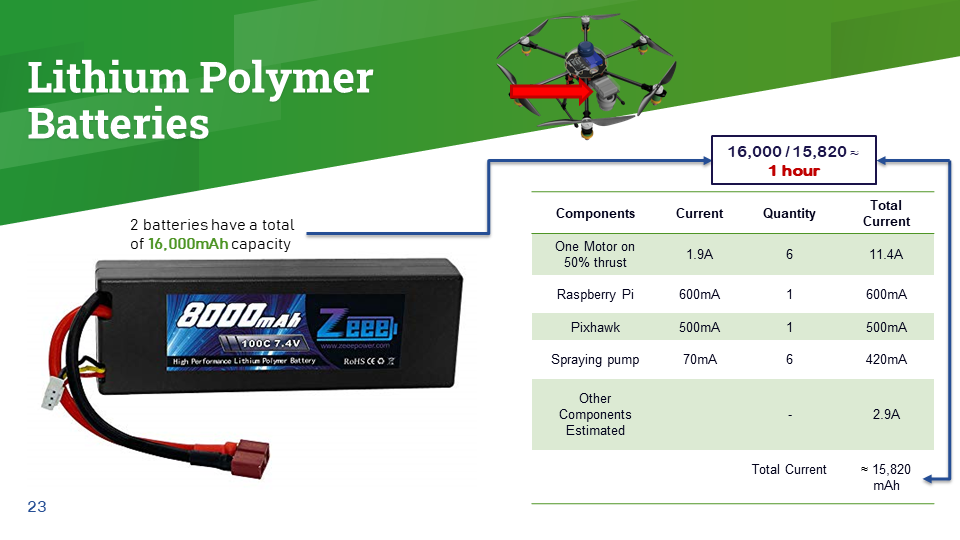 Lithium Polymer
Batteries
16,000 / 15,820 ≈
1 hour
2 batteries have a total
of 16,000mAh capacity
8000mAh
100C 7.4V
Zeee
www.zeeepower.com
High Performance Lithium Polymer Battery
RoHS CE
Components Current Quantity Total
Current
One Motor on
50% thrust 1.9A 6 11.4A
Raspberry Pi 600mA 1 600mA
Pixhawk 500mA 1 500mA
Spraying pump 70mA 6 420mA
Other
Components
Estimated - 2.9A
Total Current ≈ 15,820
mAh
23